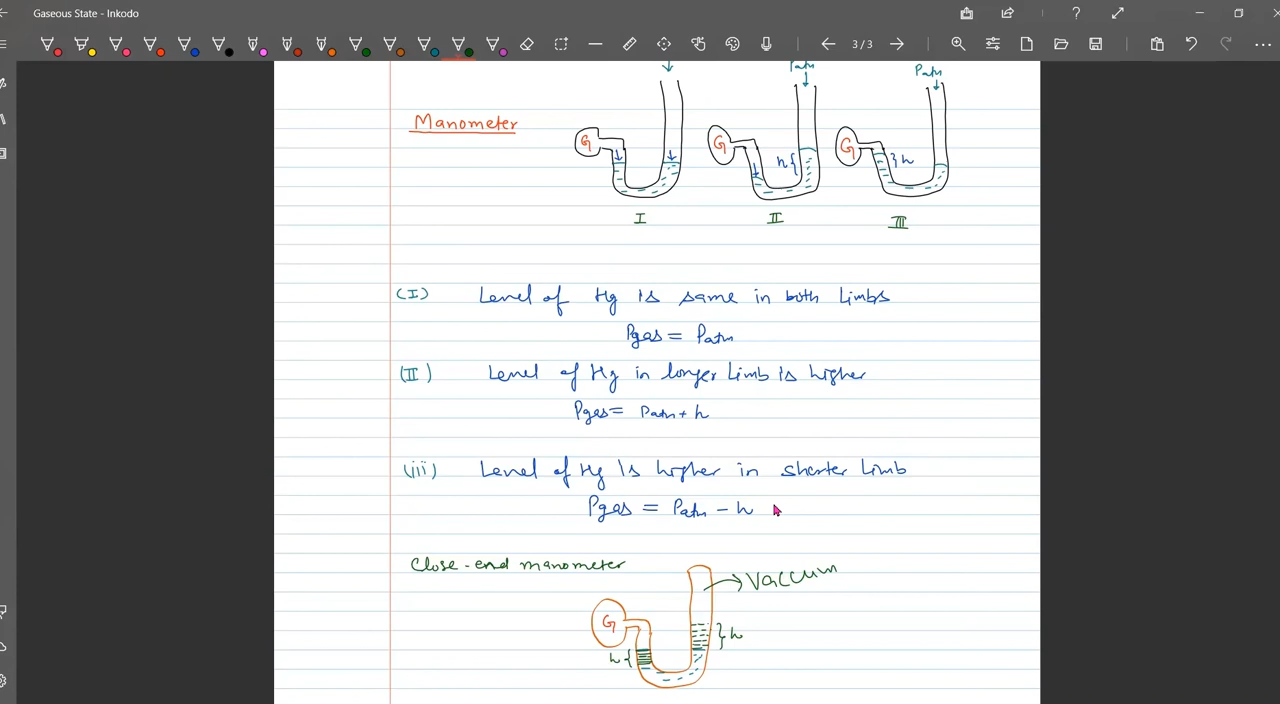 Gaseous State - Inkodo
3/3
Patm
Patm
Manometer
G
G
h
G
h
I
II
III
(I) Level of Hg is same in both limbs
Pgas = Patm
(II) Level of Hg in longer limb is higher
Pgas = Patm + h
(iii) Level of Hg is higher in shorter limb
Pgas = Patm - h
Close-end manometer
Vaccum
G
h
h